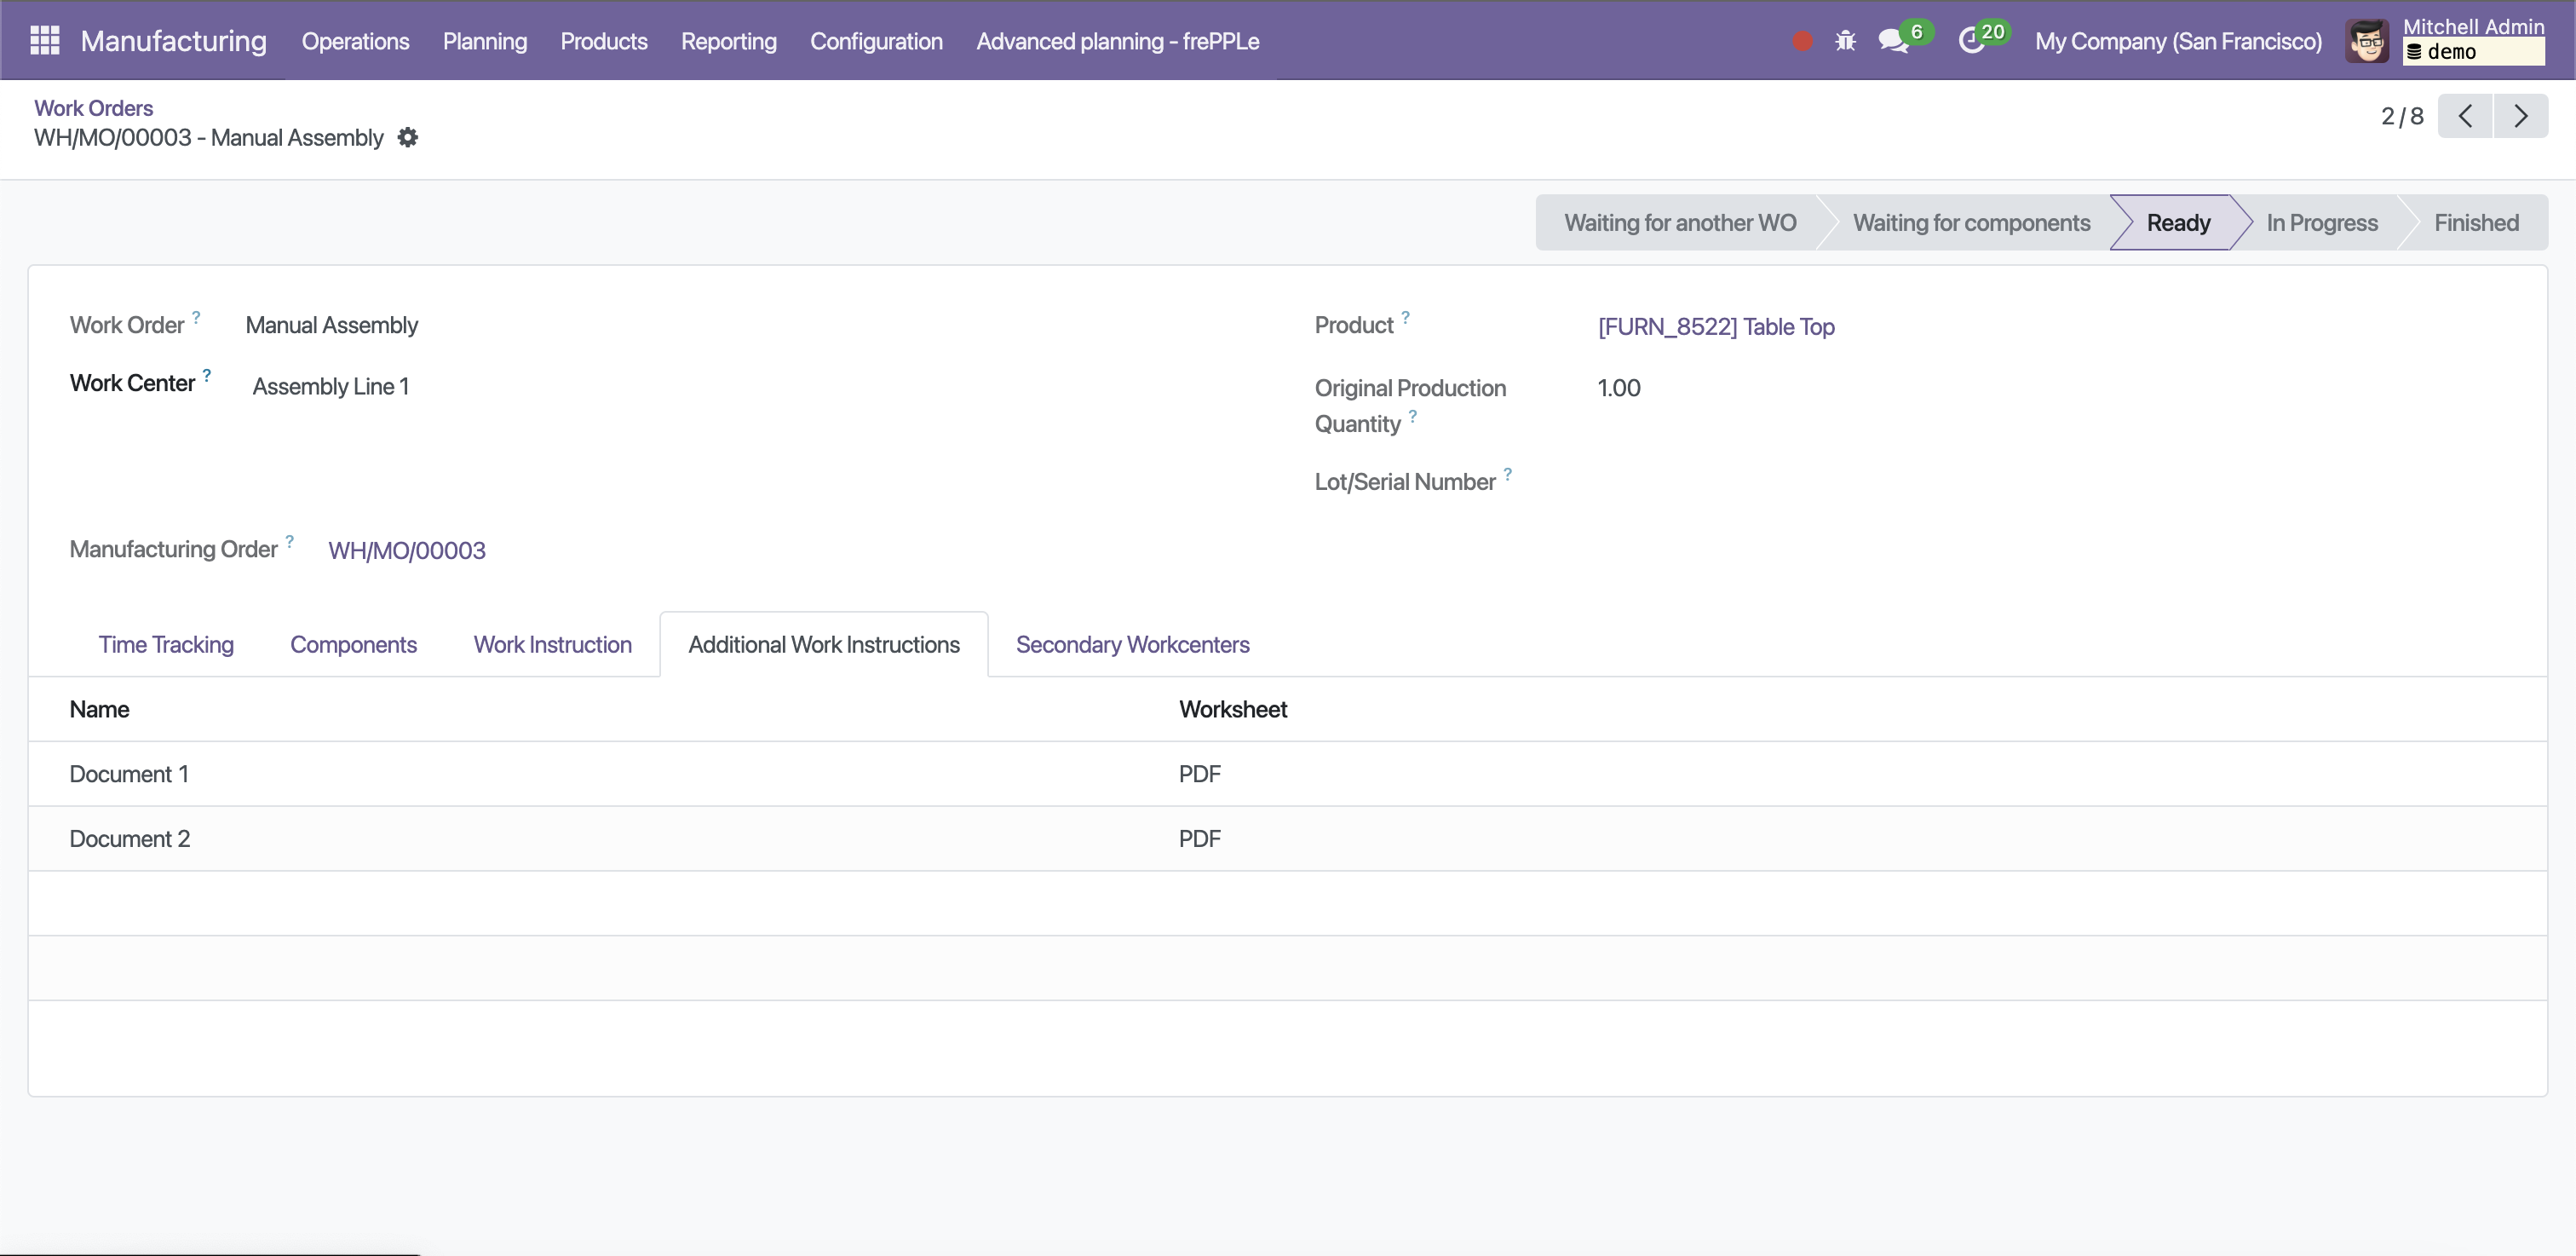 Manufacturing Operations Planning Products Reporting Configuration Advanced planning - frePPLe 6 20 My Company (San Francisco) Mitchell Admin
demo
Work Orders
WH/MO/00003 - Manual Assembly
2 / 8
Waiting for another WO Waiting for components Ready In Progress Finished
Work Order ? Manual Assembly
Work Center ? Assembly Line 1
Product ? [FURN_8522] Table Top
Original Production
Quantity ? 1.00
Lot/Serial Number ?
Manufacturing Order ? WH/MO/00003
Time Tracking Components Work Instruction Additional Work Instructions Secondary Workcenters
Name Worksheet
Document 1 PDF
Document 2 PDF